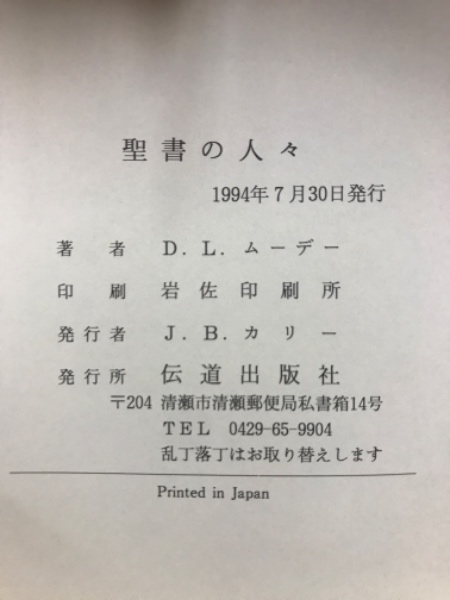 聖書の人々
1994年7月30日発行
著者 D.L.ムーデー
印刷 岩佐印刷所
発行者 J.B.カリー
発行所 伝道出版社
〒204 清瀬市清瀬郵便局私書箱14号
TEL 0429-65-9904
乱丁落丁はお取り替えします
Printed in Japan